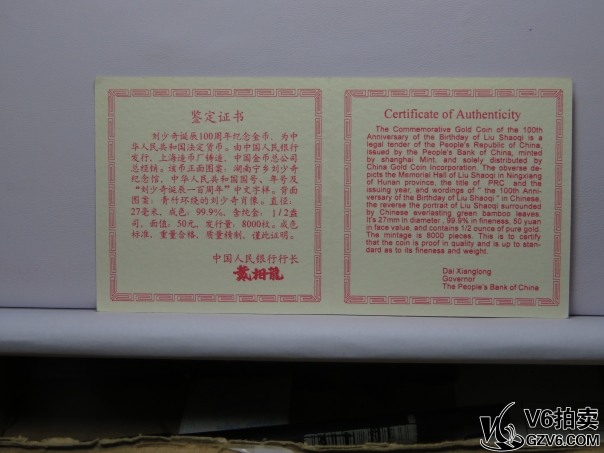 鉴定证书
刘少奇诞辰100周年纪念金币，为中
华人民共和国法定货币。由中国人民银行
发行，上海造币厂铸造，中国金币总公司
总经销。该币正面图案：湖南宁乡刘少奇
纪念馆，中华人民共和国国号、年号及
“刘少奇诞辰一百周年”中文字样。背面
图案：青竹环绕的刘少奇肖像。直径：
27毫米，成色：99.9%，含纯金：1/2盎
司，面值：50元，发行量：8000枚。成色
标准，重量合格，质量精制，谨此证明。
中国人民银行行长
戴相龍
Certificate of Authenticity
The Commemorative Gold Coin of the 100th
Anniversary of the Birthday of Liu Shaoqi is a
legal tender of the People's Republic of China,
issued by the People's Bank of China, minted
by shanghai Mint, and solely distributed by
China Gold Coin Incorporation. The obverse de-
picts the Memorial Hall of Liu Shaoqi in Ningxiang
of Hunan province, the title of PRC and the
issuing year, and wordings of " the 100th Anni-
versary of the Birthday of Liu Shaoqi " in Chinese,
the reverse the portrait of Liu Shaoqi surrounded
by Chinese everlasting green bamboo leaves.
It's 27mm in diameter, 99.9% in fineness, 50 yuan
in face value, and contains 1/2 ounce of pure gold.
The mintage is 8000 pieces. This is to certify
that the coin is proof in quality and is up to stand-
ard as to its fineness and weight.
Dai Xianglong
Governor
The People's Bank of China
V6拍卖
GZV6.COM